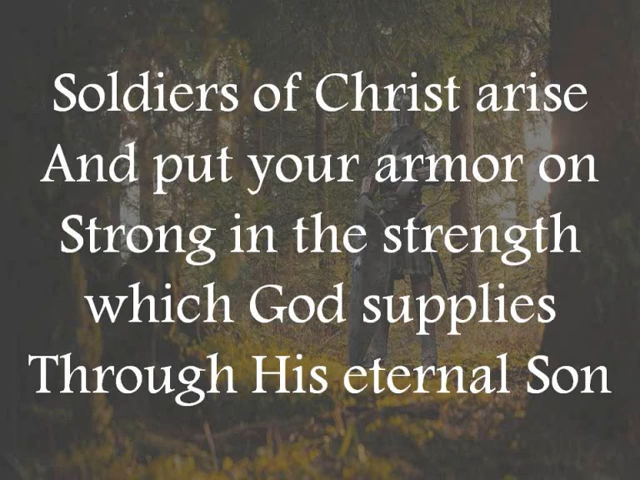 Soldiers of Christ arise
And put your armor on
Strong in the strength
which God supplies
Through His eternal Son